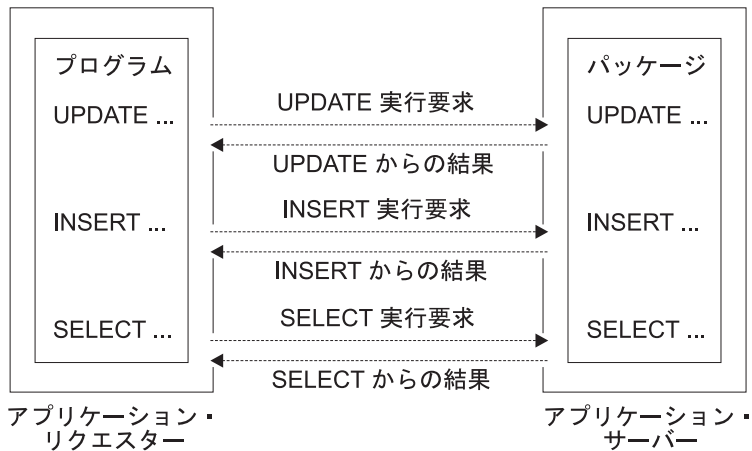 プログラム
パッケージ
UPDATE ...
UPDATE 実行要求
UPDATE ...
UPDATE からの結果
INSERT ...
INSERT 実行要求
INSERT ...
INSERT からの結果
SELECT ...
SELECT 実行要求
SELECT ...
SELECT からの結果
アプリケーション・
リクエスター
アプリケーション・
サーバー